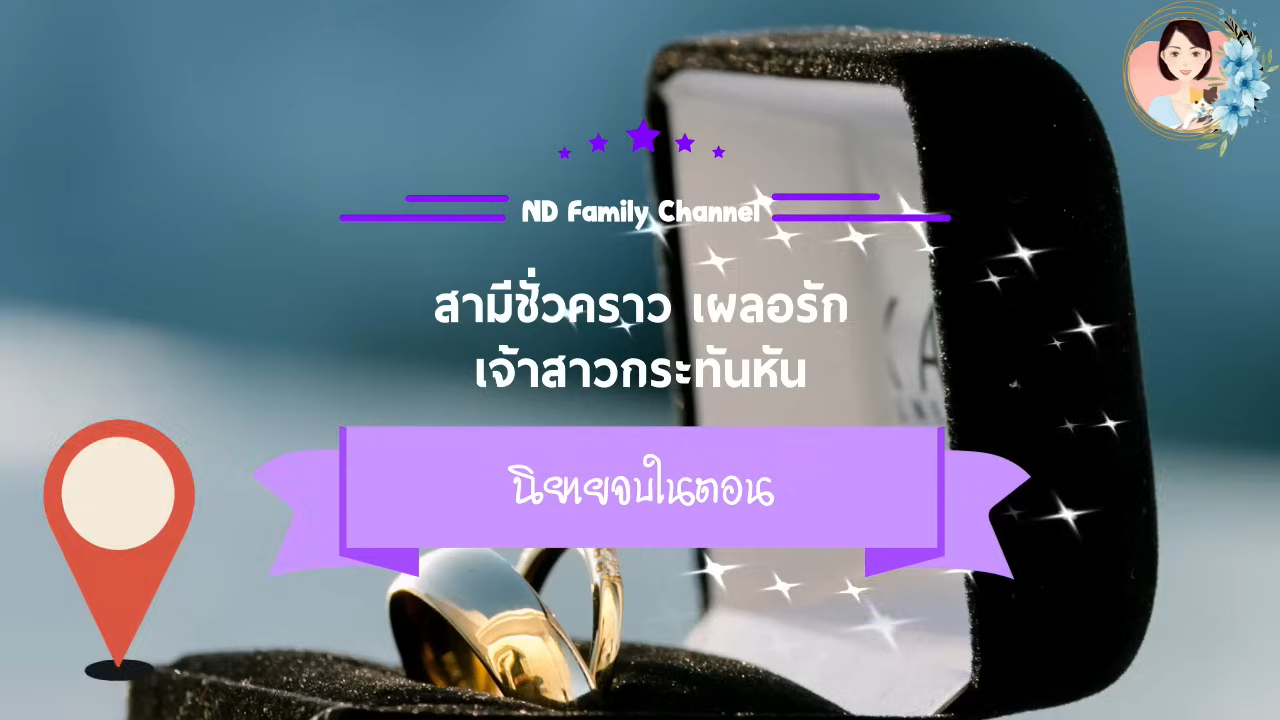 ND Family Channel
สามีชั่วคราว เผลอรัก
เจ้าสาวกระทันหัน
นิยายจบในตอน